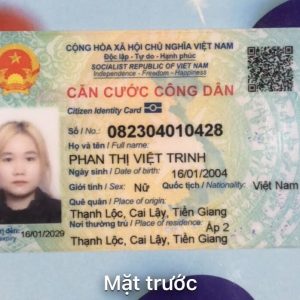 CỘNG HÒA XÃ HỘI CHỦ NGHĨA VIỆT NAM
Độc lập - Tự do - Hạnh phúc
SOCIALIST REPUBLIC OF VIET NAM
Independence - Freedom - Happiness
CĂN CƯỚC CÔNG DÂN
Citizen Identity Card
Số / No.: 082304010428
Họ và tên / Full name:
PHAN THỊ VIỆT TRINH
Ngày sinh / Date of birth: 16/01/2004
Giới tính / Sex: Nữ Quốc tịch / Nationality: Việt Nam
Quê quán / Place of origin:
Thạnh Lộc, Cai Lậy, Tiền Giang
Nơi thường trú / Place of residence: Ấp 2
Thạnh Lộc, Cai Lậy, Tiền Giang
đến: 16/01/2029
expiry
Mặt trước